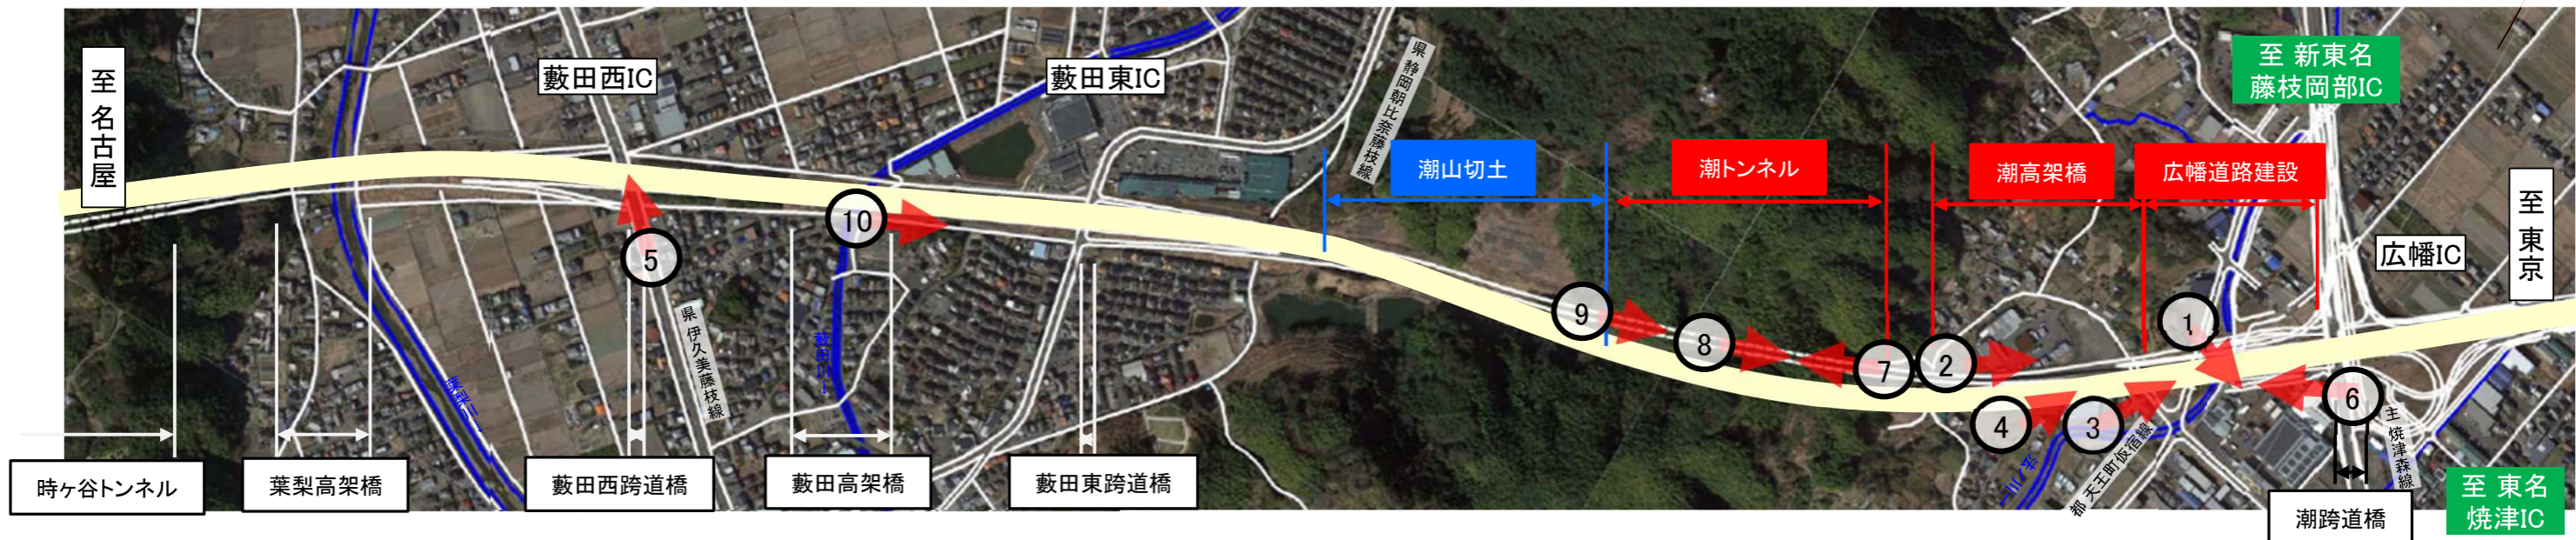 至 名古屋
藪田西IC
藪田東IC
県 静岡朝比奈藤枝線
潮山切土
潮トンネル
潮高架橋
広幡道路建設
至 新東名
藤枝岡部IC
広幡IC
至 東京
10
5
9
8
7
2
1
4
3
6
県 伊久美藤枝線
藪田川
葉梨川
都 天王町仮宿線
主 焼津森線
時ヶ谷トンネル
葉梨高架橋
藪田西跨道橋
藪田高架橋
藪田東跨道橋
潮跨道橋
至 東名
焼津IC